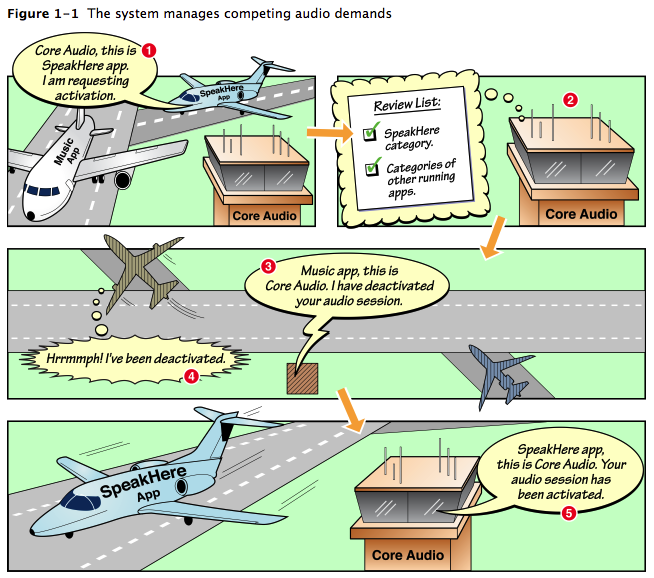 Figure 1-1 The system manages competing audio demands
Core Audio, this is
SpeakHere app.
I am requesting
activation.
1
SpeakHere
App
Music
App
Core Audio
Review List:
SpeakHere
category.
Categories of
other running
apps.
2
Core Audio
3
Music app, this is
Core Audio. I have deactivated
your audio session.
Hrrmmph! I've been deactivated.
4
SpeakHere
App
SpeakHere app,
this is Core Audio. Your
audio session has
been activated.
5
Core Audio